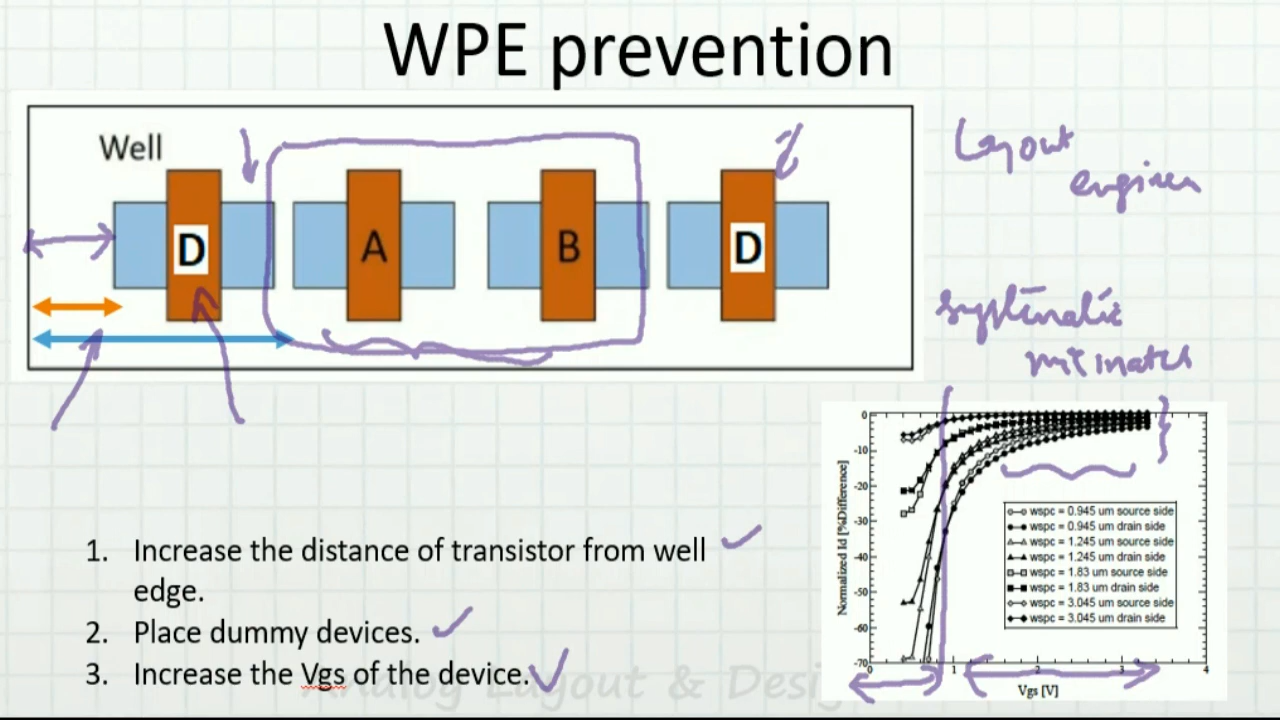 WPE prevention
Well
D
A
B
D
Layout
engineer
systematic
mismatch
1. Increase the distance of transistor from well
edge.
2. Place dummy devices.
3. Increase the Vgs of the device.
Analog Layout & Design
Normalized Id [%Difference]
0
-10
-20
-30
-40
-50
-60
-70
wspc = 0.945 um source side
wspc = 0.945 um drain side
wspc = 1.245 um source side
wspc = 1.245 um drain side
wspc = 1.83 um source side
wspc = 1.83 um drain side
wspc = 3.045 um source side
wspc = 3.045 um drain side
0 1 2 3 4
Vgs [V]